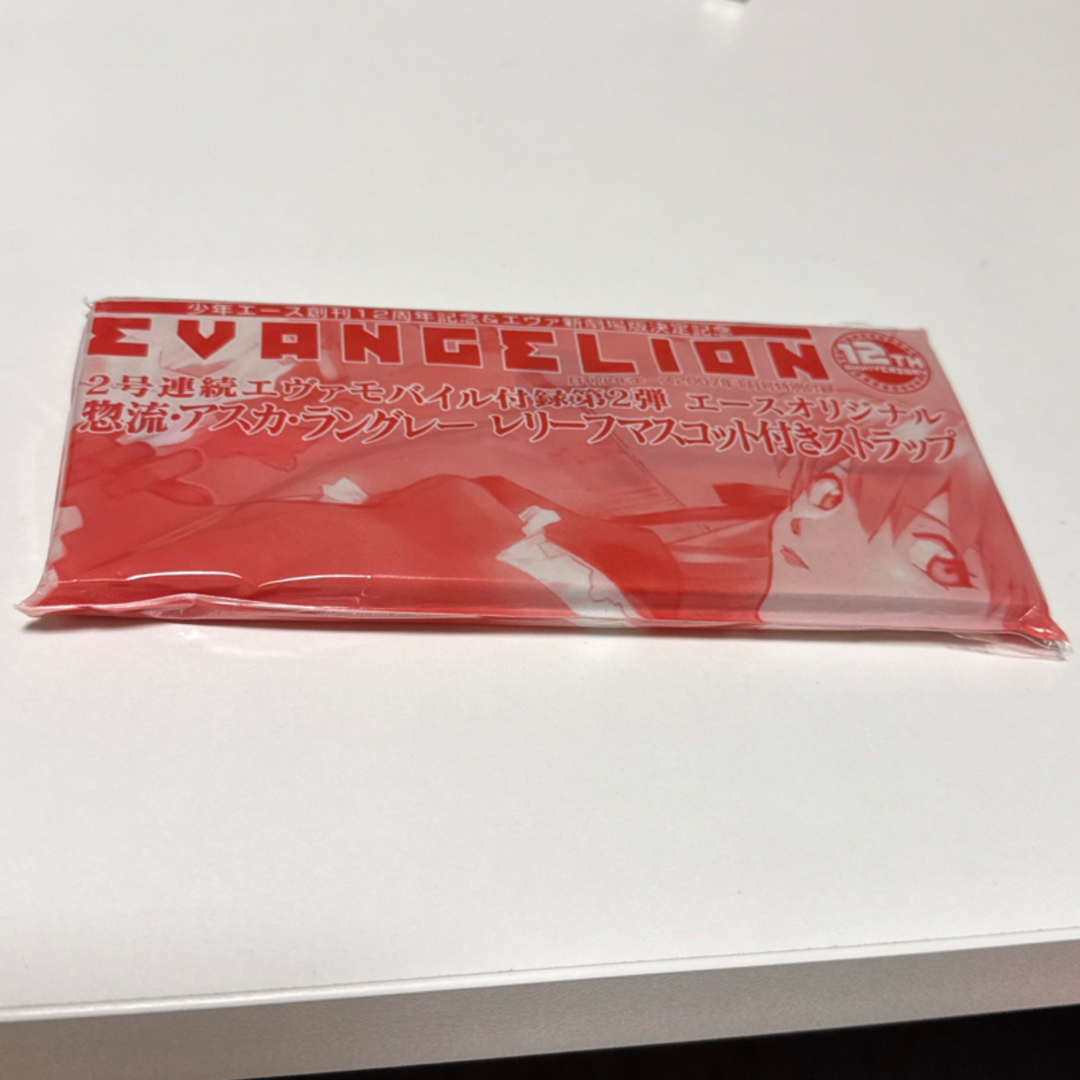 少年エース創刊12周年記念&エヴァ新劇場版決定記念
EVANGELION
12TH
ANNIVERSARY
2号連続エヴァモバイル付録第2弾 エースオリジナル
惣流・アスカ・ラングレー レリーフマスコット付きストラップ